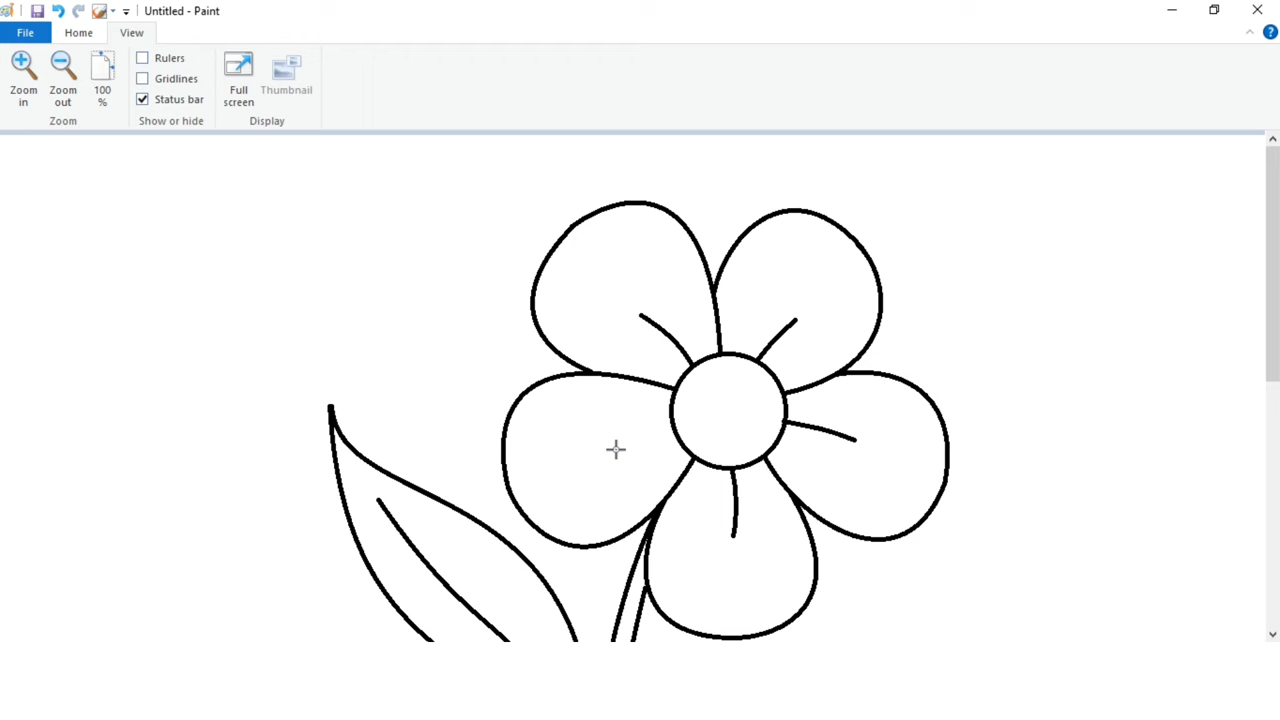 Untitled - Paint
File Home View
Zoom in
Zoom out
100 %
Rulers
Gridlines
Status bar
Full screen
Thumbnail
Zoom
Show or hide
Display